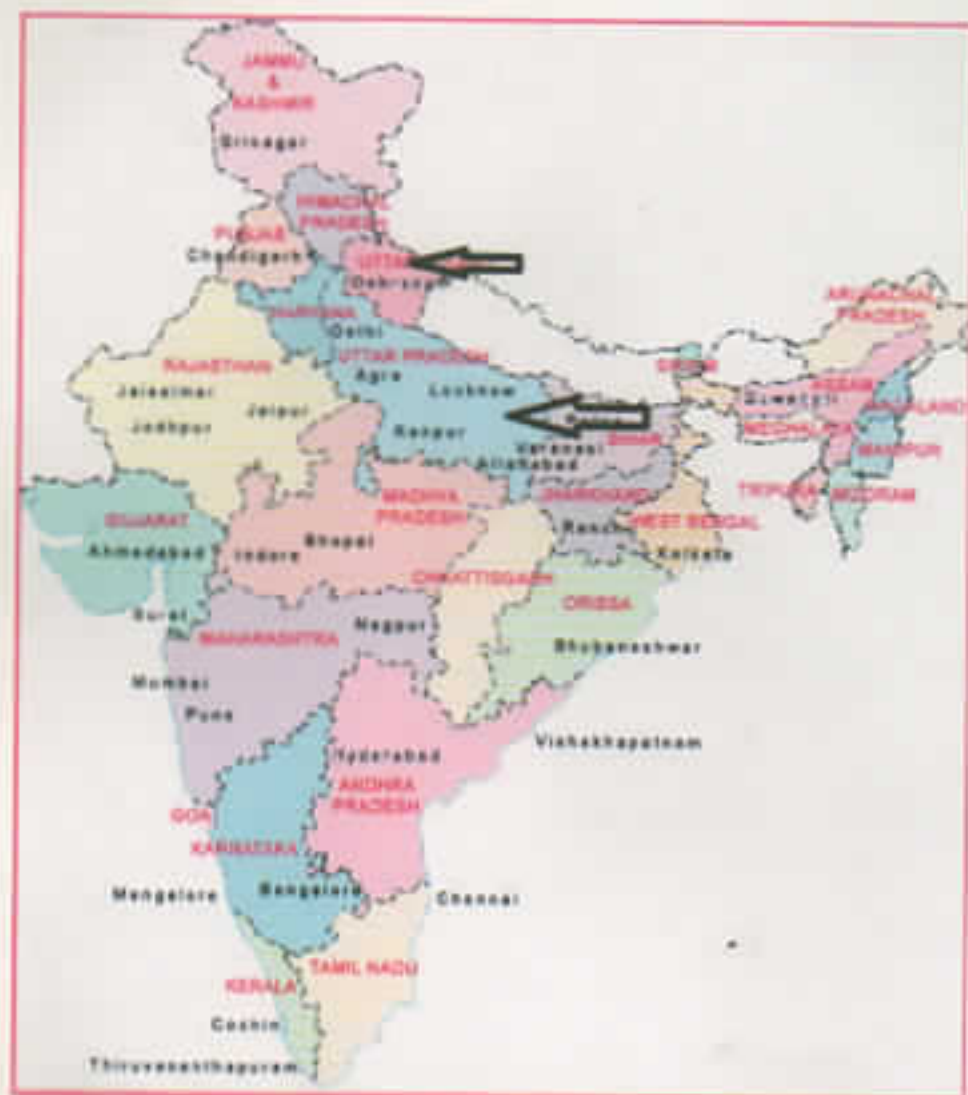 JAMMU
&
KASHMIR
Srinagar
HIMACHAL
PRADESH
PUNJAB
Chandigarh
UTTAR
HARYANA
Delhi
UTTAR PRADESH
Agra
Lucknow
RAJASTHAN
Jaisalmer
Jaipur
Jodhpur
Kanpur
Varanasi
Allahabad
BIHAR
SIKKIM
ARUNACHAL
PRADESH
ASSAM
NAGALAND
MEGHALAYA
MANIPUR
TRIPURA
MIZORAM
JHARKHAND
Ranchi
WEST BENGAL
Kolkata
GUJARAT
Ahmedabad
Surat
MADHYA
PRADESH
Indore
Bhopal
CHHATTISGARH
ORISSA
Bhubaneshwar
MAHARASHTRA
Nagpur
Mumbai
Pune
Vishakhapatnam
Hyderabad
ANDHRA
PRADESH
GOA
KARNATAKA
Mangalore
Bangalore
Chennai
TAMIL NADU
KERALA
Cochin
Thiruvananthapuram